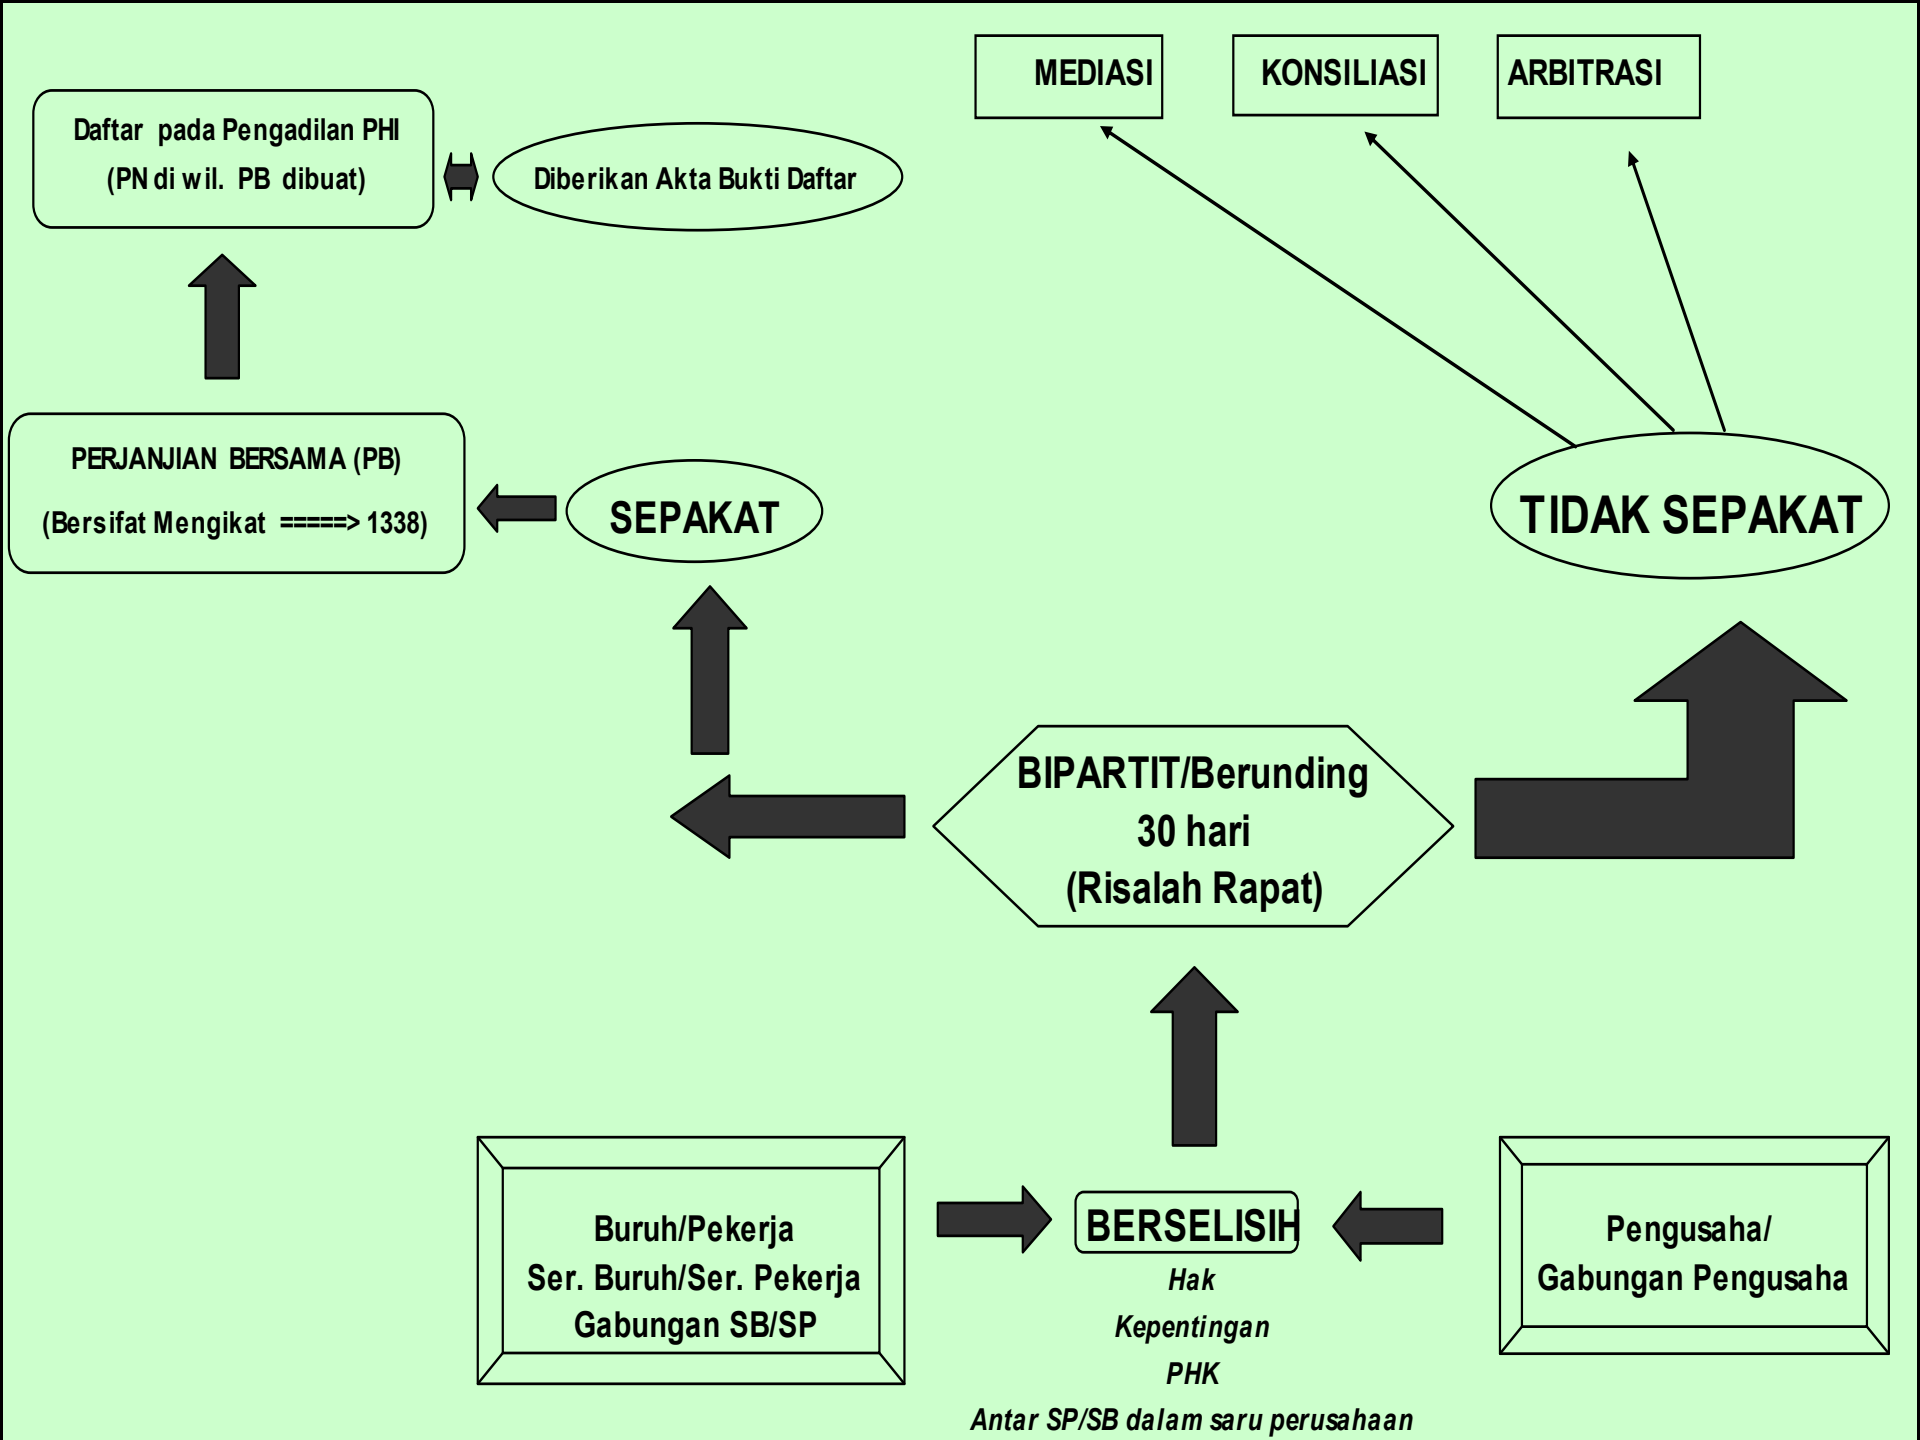 MEDIASI
KONSILIASI
ARBITRASI
Daftar pada Pengadilan PHI
(PN di wil. PB dibuat)
Diberikan Akta Bukti Daftar
PERJANJIAN BERSAMA (PB)
(Bersifat Mengikat =====> 1338)
SEPAKAT
TIDAK SEPAKAT
BIPARTIT/Berunding
30 hari
(Risalah Rapat)
Buruh/Pekerja
Ser. Buruh/Ser. Pekerja
Gabungan SB/SP
BERSELISIH
Hak
Kepentingan
PHK
Antar SP/SB dalam saru perusahaan
Pengusaha/
Gabungan Pengusaha